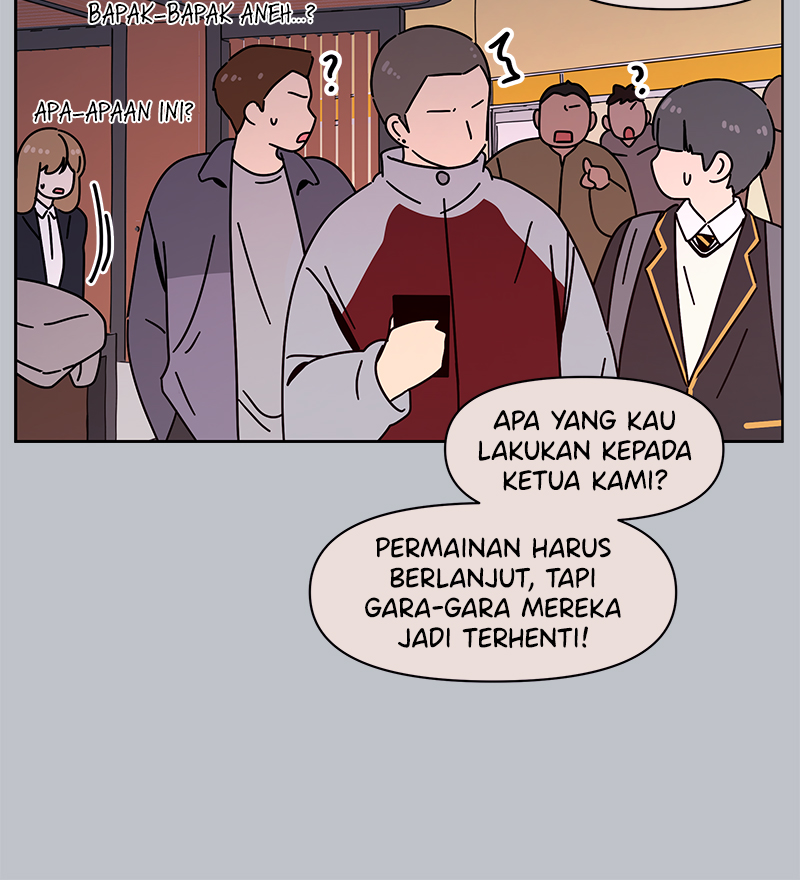 BAPAK-BAPAK ANEH...?
?
?
APA-APAAN INI?
APA YANG KAU
LAKUKAN KEPADA
KETUA KAMI?
PERMAINAN HARUS
BERLANJUT, TAPI
GARA-GARA MEREKA
JADI TERHENTI!